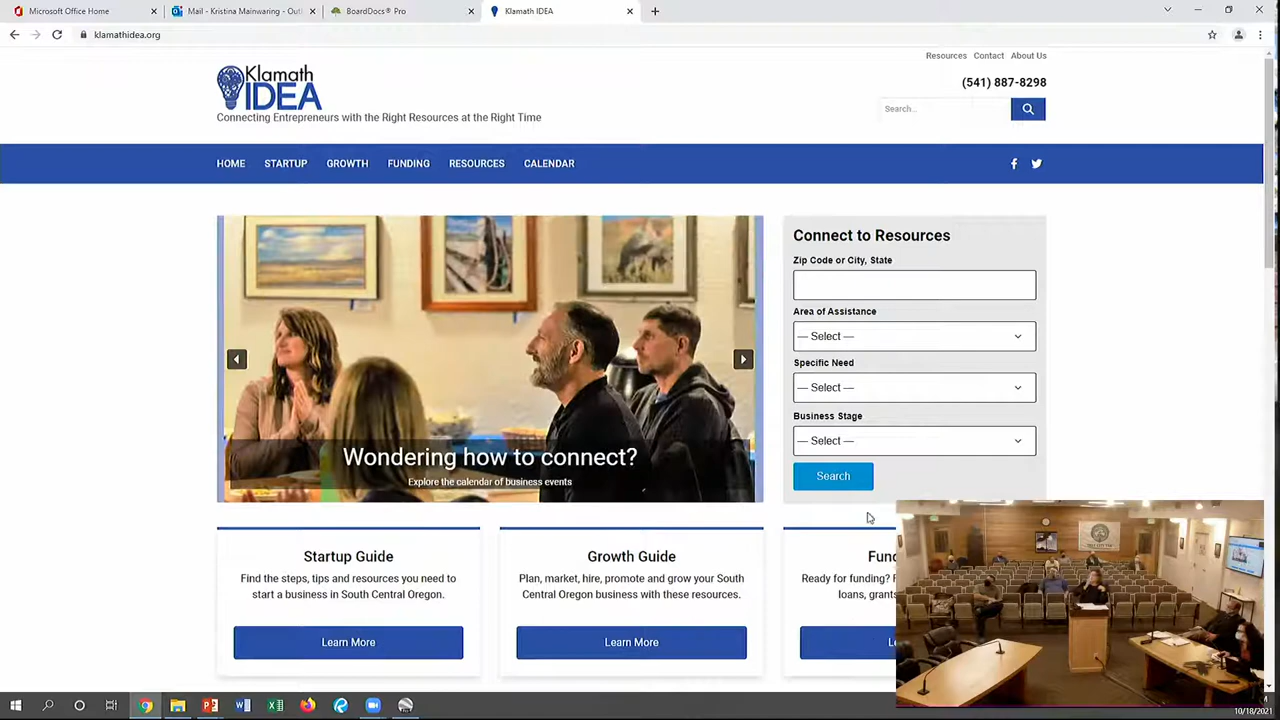 Microsoft Office Home
Mail - Kristina Mainwaring - Outl
BoardDocs® Pro
Klamath IDEA
klamathidea.org
Resources Contact About Us
Klamath
IDEA
(541) 887-8298
Search...
Connecting Entrepreneurs with the Right Resources at the Right Time
HOME STARTUP GROWTH FUNDING RESOURCES CALENDAR
Connect to Resources
Zip Code or City, State
Area of Assistance
— Select —
Specific Need
— Select —
Business Stage
— Select —
Search
Wondering how to connect?
Explore the calendar of business events
Startup Guide
Find the steps, tips and resources you need to
start a business in South Central Oregon.
Learn More
Growth Guide
Plan, market, hire, promote and grow your South
Central Oregon business with these resources.
Learn More
Fun
Ready for funding? F
loans, grants
Le
10/18/2021